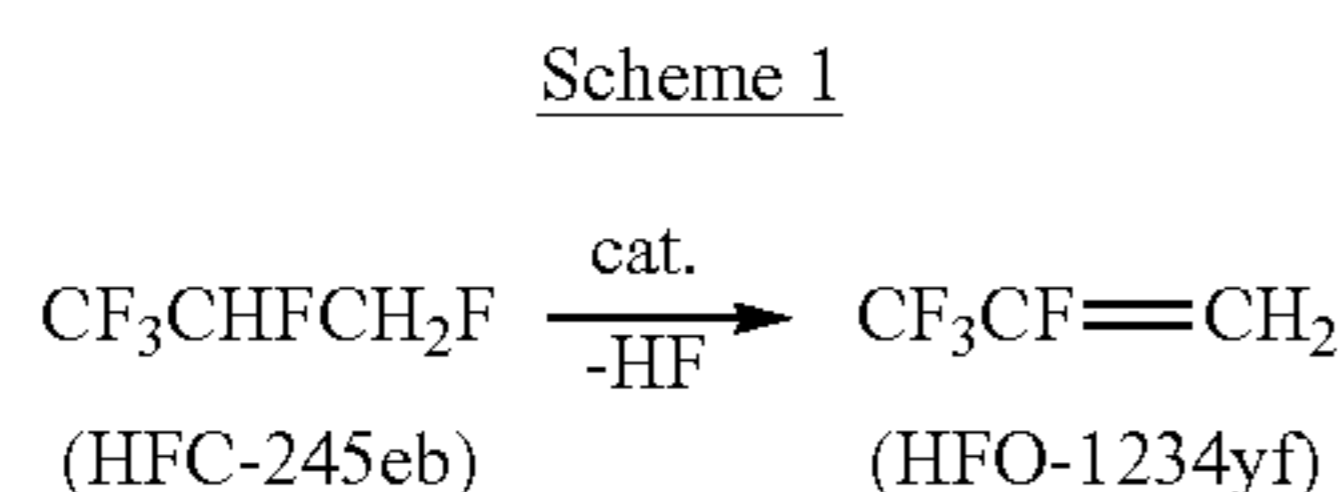 Scheme 1
cat.
CF₃CHFCH₂F CF₃CF=CH₂
-HF
(HFC-245eb) (HFO-1234yf)